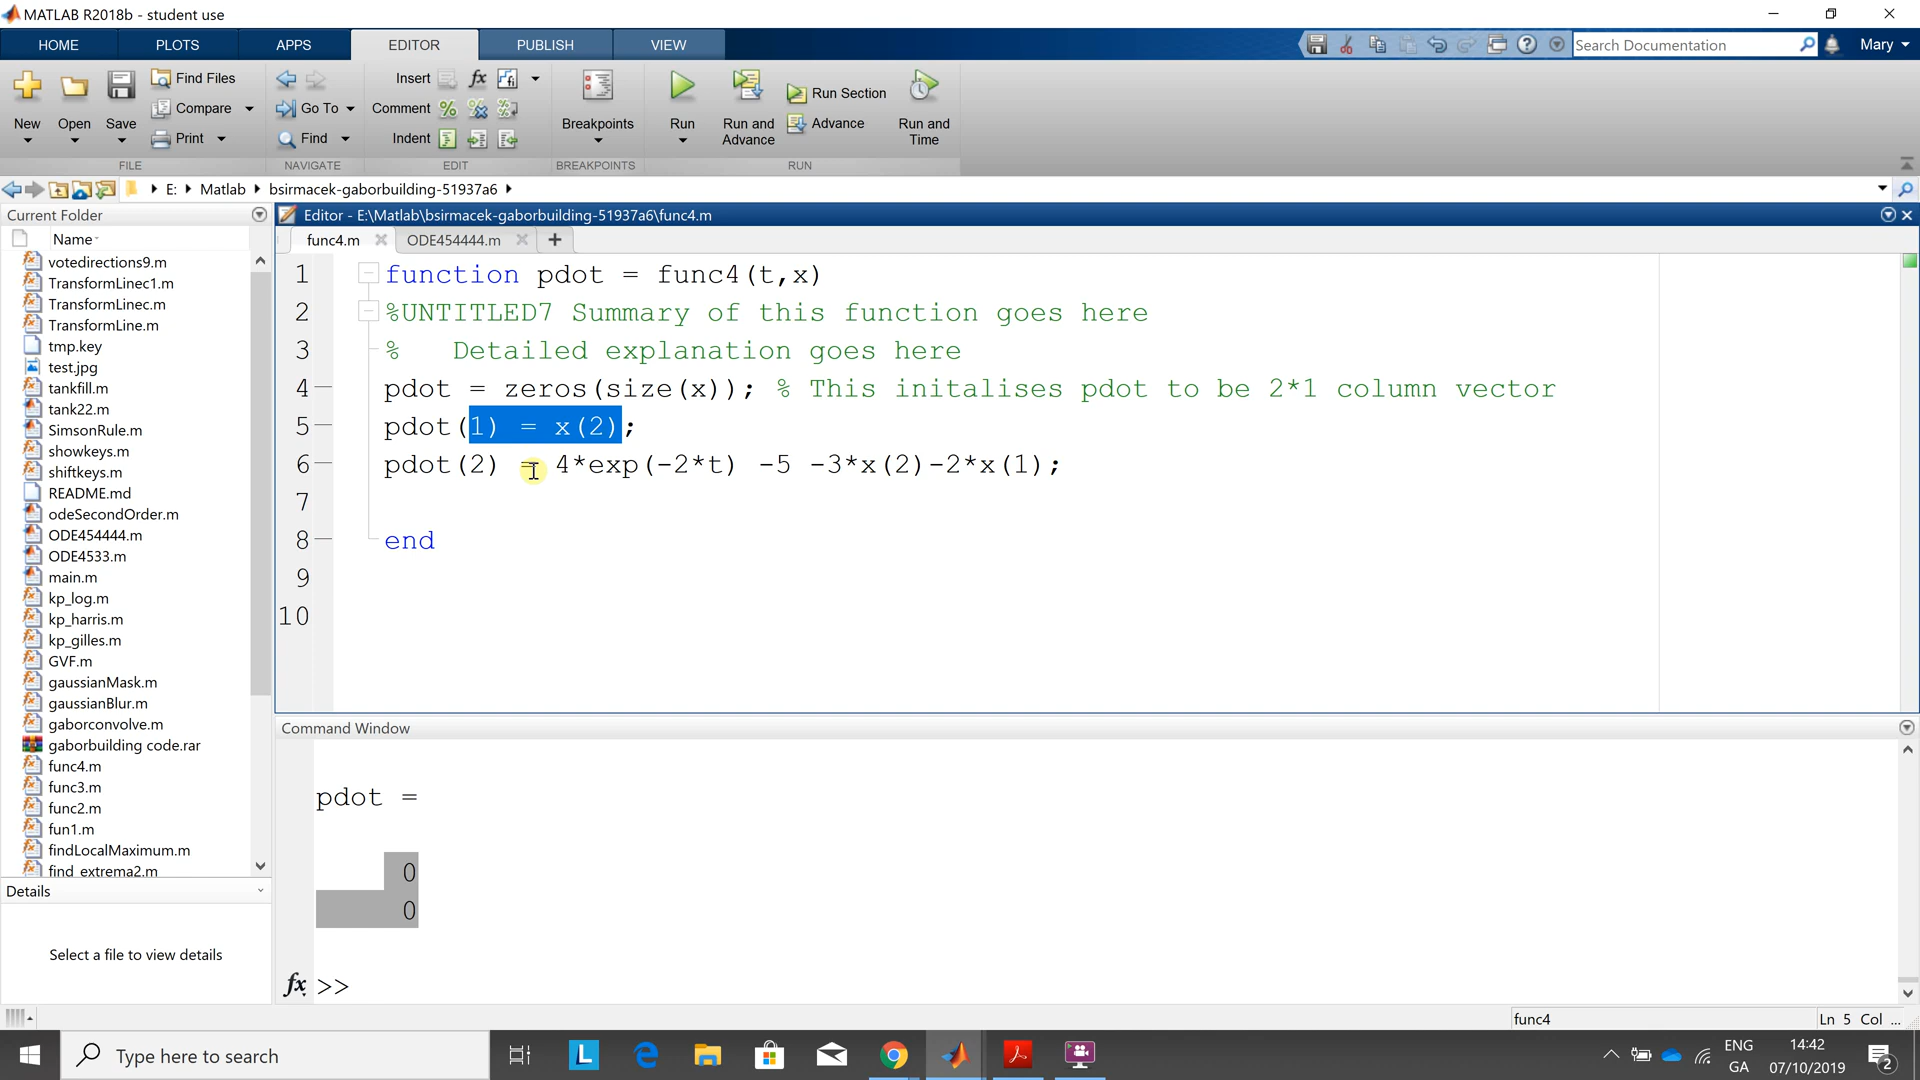 MATLAB R2018b - student use
HOME PLOTS APPS EDITOR PUBLISH VIEW
Search Documentation
Mary
New
Open
Save
Find Files
Compare
Print
FILE
Go To
Find
NAVIGATE
Insert
Comment
Indent
EDIT
Breakpoints
BREAKPOINTS
Run
Run and Advance
Run Section
Advance
Run and Time
RUN
E: Matlab bsirmacek-gaborbuilding-51937a6
Current Folder
Name
votedirections9.m
TransformLinec1.m
TransformLinec.m
TransformLine.m
tmp.key
test.jpg
tankfill.m
tank22.m
SimsonRule.m
showkeys.m
shiftkeys.m
README.md
odeSecondOrder.m
ODE454444.m
ODE4533.m
main.m
kp_log.m
kp_harris.m
kp_gilles.m
GVF.m
gaussianMask.m
gaussianBlur.m
gaborconvolve.m
gaborbuilding code.rar
func4.m
func3.m
func2.m
fun1.m
findLocalMaximum.m
find_extrema2.m
Details
Select a file to view details
Editor - E:\Matlab\bsirmacek-gaborbuilding-51937a6\func4.m
func4.m ODE454444.m
1 function pdot = func4(t,x)
2 %UNTITLED7 Summary of this function goes here
3 %   Detailed explanation goes here
4 pdot = zeros(size(x)); % This initalises pdot to be 2*1 column vector
5 pdot(1) = x(2);
6 pdot(2) = 4*exp(-2*t) -5 -3*x(2)-2*x(1);
7
8 end
9
10
Command Window
pdot =
0
0
fx >>
func4
Ln 5 Col ...
Type here to search
ENG
GA
14:42
07/10/2019
2